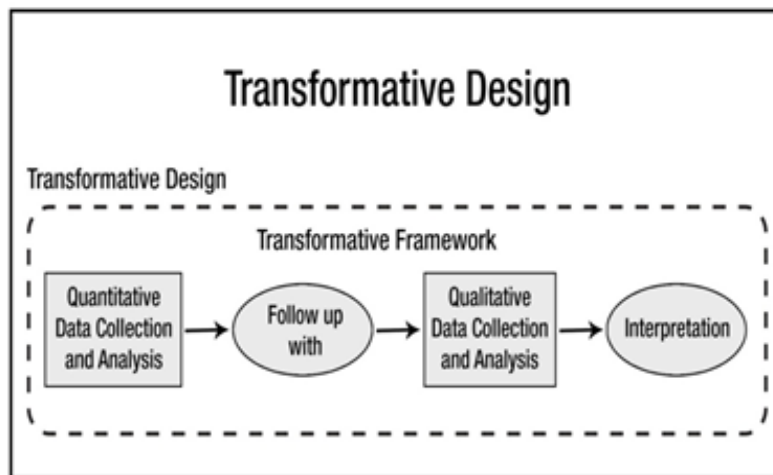 Transformative Design
Transformative Design
Transformative Framework
Quantitative
Data Collection
and Analysis
Follow up
with
Qualitative
Data Collection
and Analysis
Interpretation